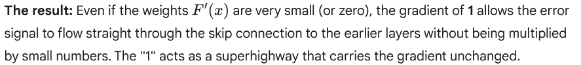 The result: Even if the weights F′(x) are very small (or zero), the gradient of 1 allows the error
signal to flow straight through the skip connection to the earlier layers without being multiplied
by small numbers. The "1" acts as a superhighway that carries the gradient unchanged.